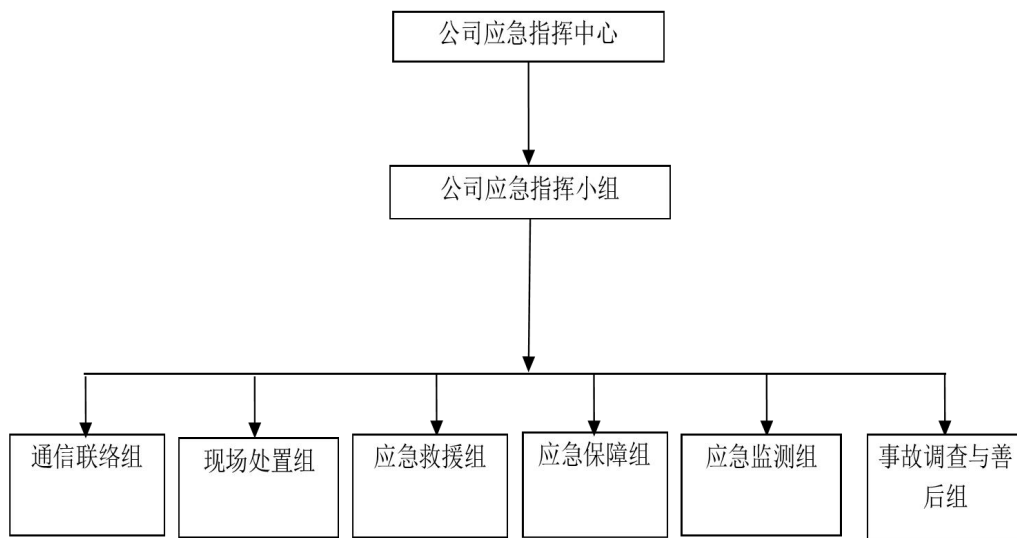 公司应急指挥中心
公司应急指挥小组
通信联络组
现场处置组
应急救援组
应急保障组
应急监测组
事故调查与善
后组